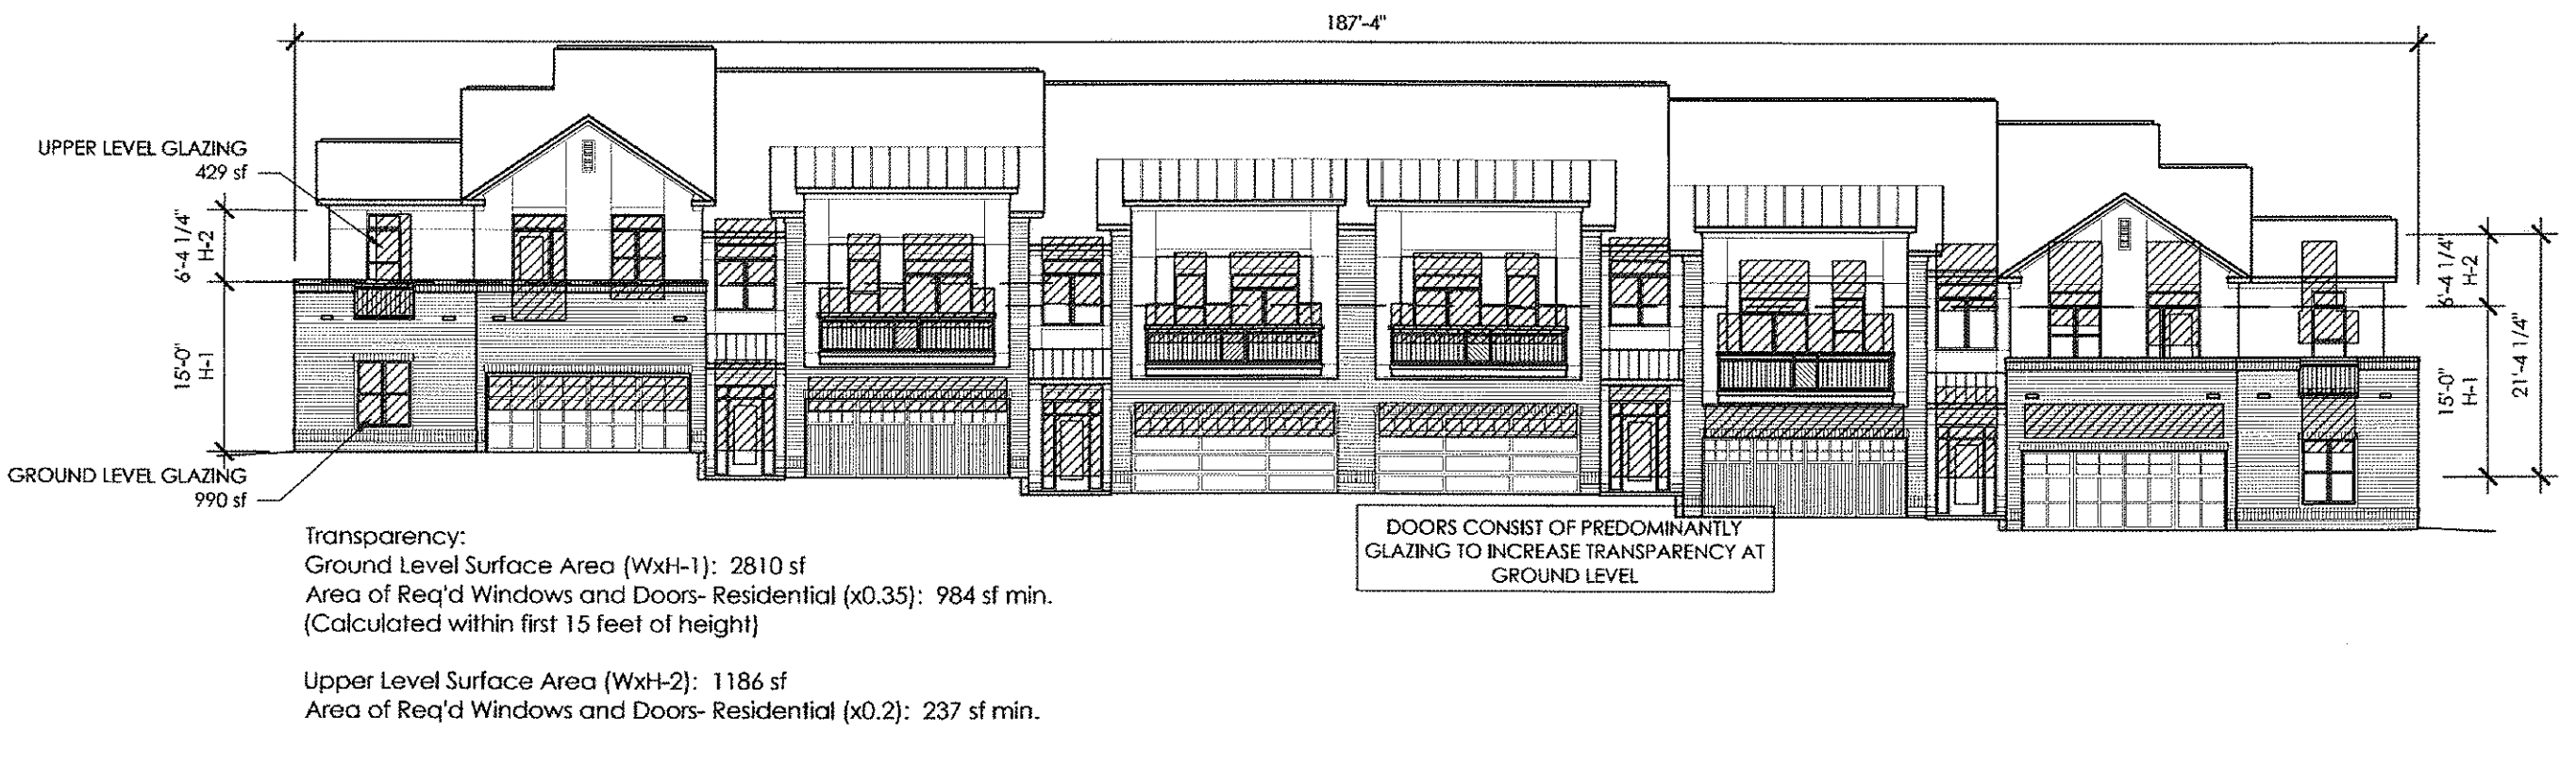 187'-4"
UPPER LEVEL GLAZING
429 sf
6'-4 1/4"
H-2
15'-0"
H-1
GROUND LEVEL GLAZING
990 sf
6'-4 1/4"
H-2
15'-0"
H-1
21'-4 1/4"
DOORS CONSIST OF PREDOMINANTLY
GLAZING TO INCREASE TRANSPARENCY AT
GROUND LEVEL
Transparency:
Ground Level Surface Area (WxH-1): 2810 sf
Area of Req'd Windows and Doors- Residential (x0.35): 984 sf min.
(Calculated within first 15 feet of height)
Upper Level Surface Area (WxH-2): 1186 sf
Area of Req'd Windows and Doors- Residential (x0.2): 237 sf min.